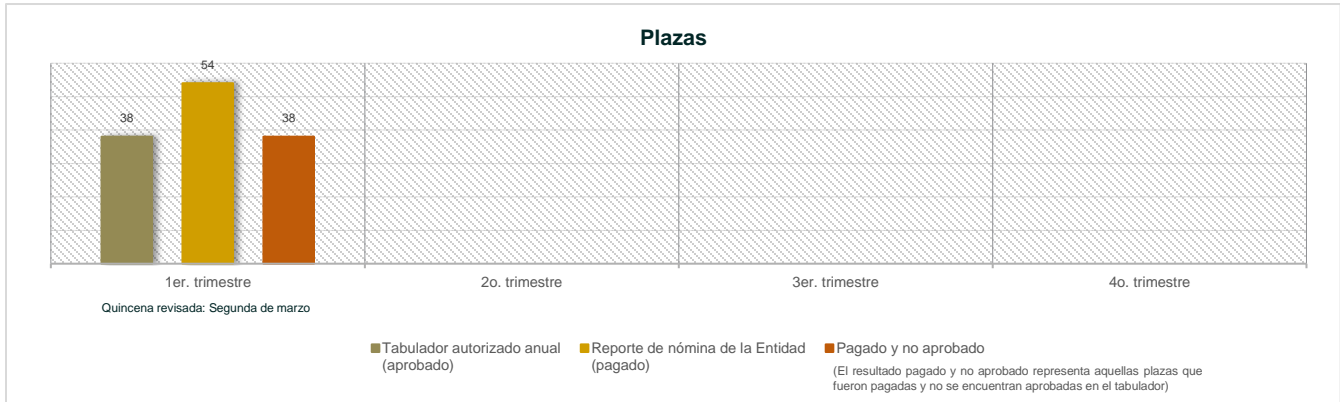 Plazas
38
54
38
1er. trimestre
2o. trimestre
3er. trimestre
4o. trimestre
Quincena revisada: Segunda de marzo
Tabulador autorizado anual
(aprobado)
Reporte de nómina de la Entidad
(pagado)
Pagado y no aprobado
(El resultado pagado y no aprobado representa aquellas plazas que
fueron pagadas y no se encuentran aprobadas en el tabulador)